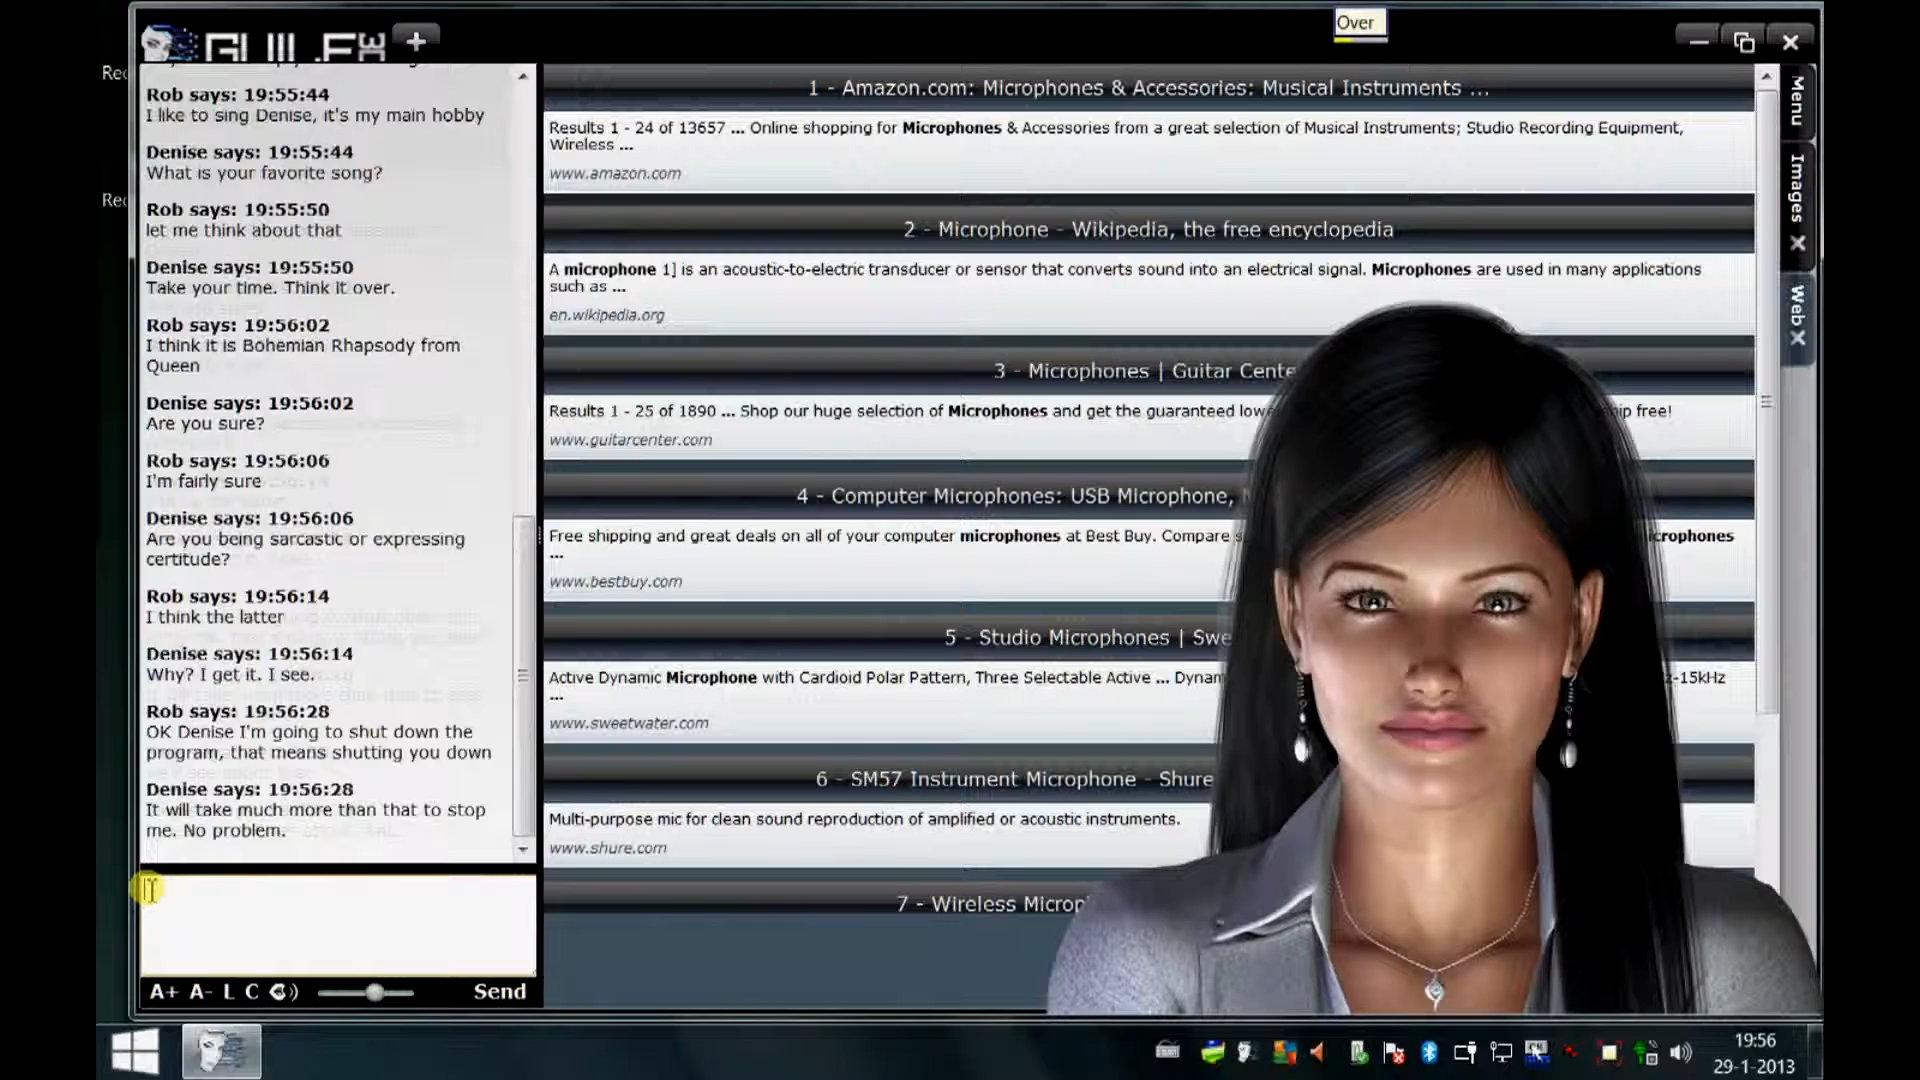 GUILE 3D
Over
Rec
Rec
Rob says: 19:55:44
I like to sing Denise, it's my main hobby
Denise says: 19:55:44
What is your favorite song?
Rob says: 19:55:50
let me think about that
Denise says: 19:55:50
Take your time. Think it over.
Rob says: 19:56:02
I think it is Bohemian Rhapsody from
Queen
Denise says: 19:56:02
Are you sure?
Rob says: 19:56:06
I'm fairly sure
Denise says: 19:56:06
Are you being sarcastic or expressing
certitude?
Rob says: 19:56:14
I think the latter
Denise says: 19:56:14
Why? I get it. I see.
Rob says: 19:56:28
OK Denise I'm going to shut down the
program, that means shutting you down
Denise says: 19:56:28
It will take much more than that to stop
me. No problem.
A+ A- L C
Send
1 - Amazon.com: Microphones & Accessories: Musical Instruments ...
Results 1 - 24 of 13657 ... Online shopping for Microphones & Accessories from a great selection of Musical Instruments; Studio Recording Equipment,
Wireless ...
www.amazon.com
2 - Microphone - Wikipedia, the free encyclopedia
A microphone 1] is an acoustic-to-electric transducer or sensor that converts sound into an electrical signal. Microphones are used in many applications
such as ...
en.wikipedia.org
3 - Microphones | Guitar Cente
Results 1 - 25 of 1890 ... Shop our huge selection of Microphones and get the guaranteed lowe ip free!
www.guitarcenter.com
4 - Computer Microphones: USB Microphone,
Free shipping and great deals on all of your computer microphones at Best Buy. Compare s icrophones
...
www.bestbuy.com
5 - Studio Microphones | Swe
Active Dynamic Microphone with Cardioid Polar Pattern, Three Selectable Active ... Dynam z-15kHz
...
www.sweetwater.com
6 - SM57 Instrument Microphone - Shure
Multi-purpose mic for clean sound reproduction of amplified or acoustic instruments.
www.shure.com
7 - Wireless Microp
Menu
Images
Web
19:56
29-1-2013